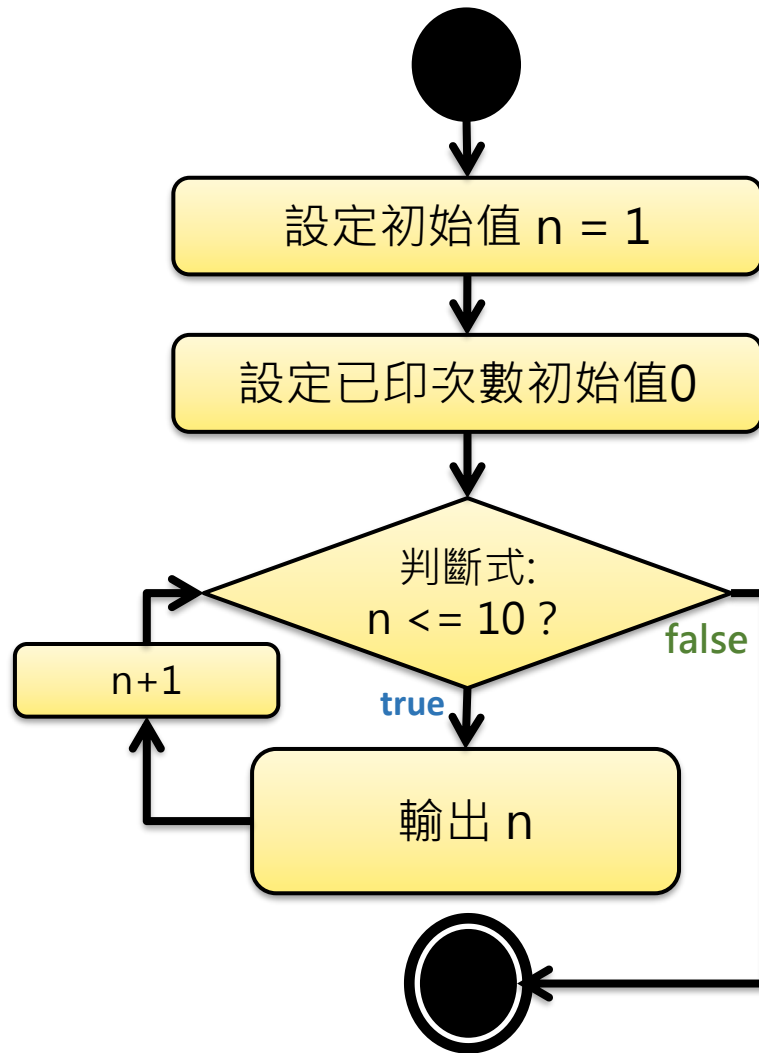 設定初始值 n = 1
設定已印次數初始值0
判斷式:
n <= 10 ?
false
n+1
true
輸出 n